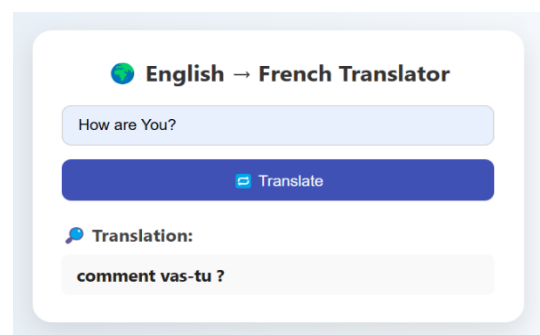 English → French Translator
How are You?
Translate
Translation:
comment vas-tu ?